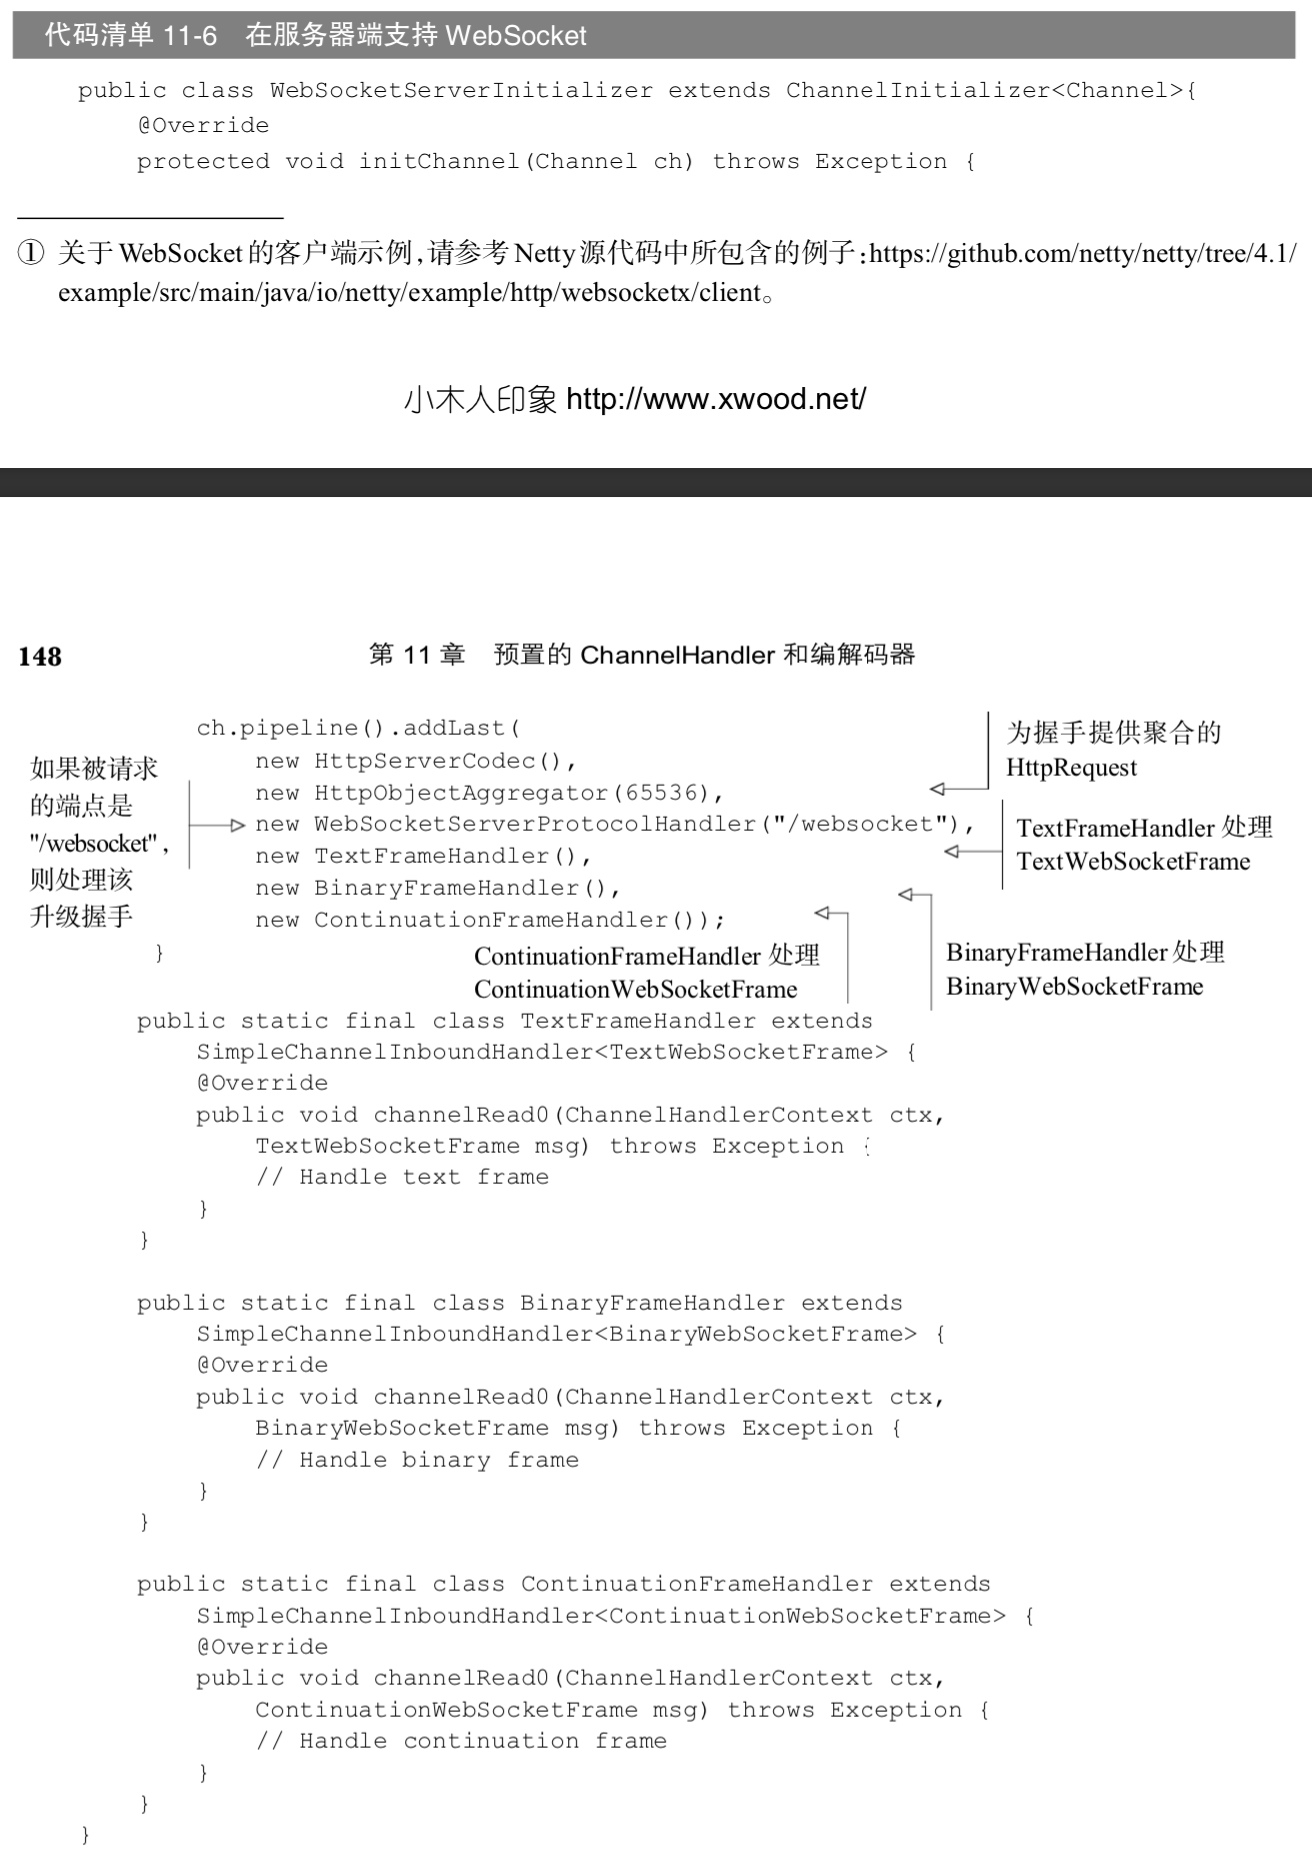 代码清单 11-6 在服务器端支持 WebSocket
public class WebSocketServerInitializer extends ChannelInitializer<Channel>{
@Override
protected void initChannel(Channel ch) throws Exception {
① 关于 WebSocket 的客户端示例,请参考 Netty 源代码中所包含的例子:https://github.com/netty/netty/tree/4.1/
example/src/main/java/io/netty/example/http/websocketx/client。
小木人印象 http://www.xwood.net/
148 第 11 章 预置的 ChannelHandler 和编解码器
ch.pipeline().addLast(
new HttpServerCodec(),
new HttpObjectAggregator(65536),
new WebSocketServerProtocolHandler("/websocket"),
new TextFrameHandler(),
new BinaryFrameHandler(),
new ContinuationFrameHandler());
}
如果被请求
的端点是
"/websocket",
则处理该
升级握手
为握手提供聚合的
HttpRequest
TextFrameHandler 处理
TextWebSocketFrame
ContinuationFrameHandler 处理
ContinuationWebSocketFrame
BinaryFrameHandler 处理
BinaryWebSocketFrame
public static final class TextFrameHandler extends
SimpleChannelInboundHandler<TextWebSocketFrame> {
@Override
public void channelRead0(ChannelHandlerContext ctx,
TextWebSocketFrame msg) throws Exception {
// Handle text frame
}
}
public static final class BinaryFrameHandler extends
SimpleChannelInboundHandler<BinaryWebSocketFrame> {
@Override
public void channelRead0(ChannelHandlerContext ctx,
BinaryWebSocketFrame msg) throws Exception {
// Handle binary frame
}
}
public static final class ContinuationFrameHandler extends
SimpleChannelInboundHandler<ContinuationWebSocketFrame> {
@Override
public void channelRead0(ChannelHandlerContext ctx,
ContinuationWebSocketFrame msg) throws Exception {
// Handle continuation frame
}
}
}